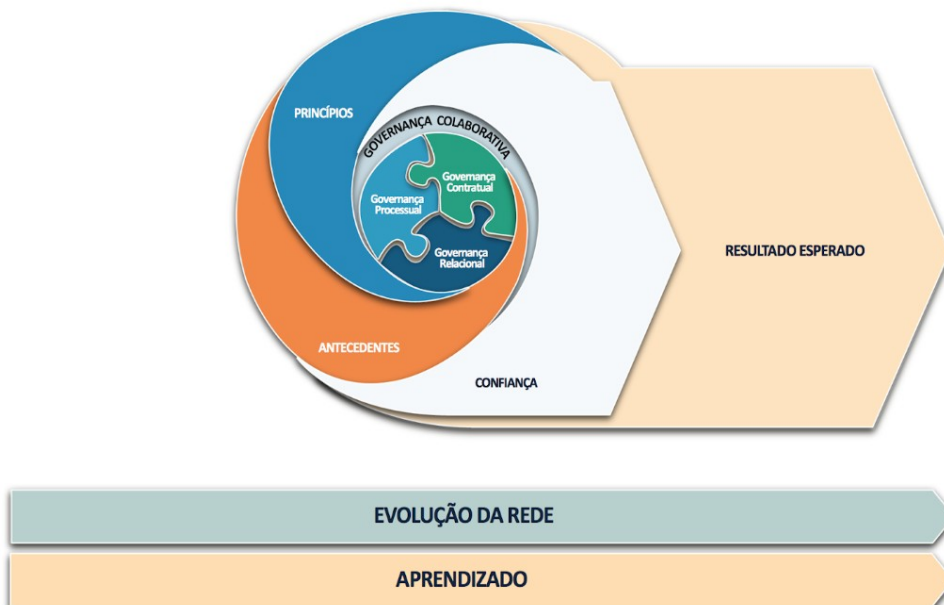 PRINCÍPIOS
GOVERNANÇA COLABORATIVA
Governança
Contratual
Governança
Processual
Governança
Relacional
RESULTADO ESPERADO
ANTECEDENTES
CONFIANÇA
EVOLUÇÃO DA REDE
APRENDIZADO